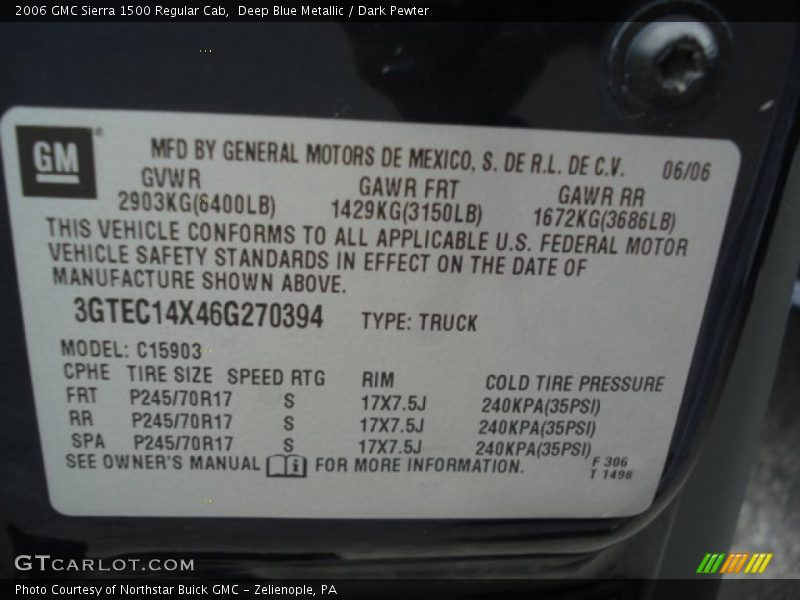 2006 GMC Sierra 1500 Regular Cab,  Deep Blue Metallic / Dark Pewter
GM®
MFD BY GENERAL MOTORS DE MEXICO, S. DE R.L. DE C.V. 06/06
GVWR GAWR FRT GAWR RR
2903KG(6400LB) 1429KG(3150LB) 1672KG(3686LB)
THIS VEHICLE CONFORMS TO ALL APPLICABLE U.S. FEDERAL MOTOR
VEHICLE SAFETY STANDARDS IN EFFECT ON THE DATE OF
MANUFACTURE SHOWN ABOVE.
3GTEC14X46G270394 TYPE: TRUCK
MODEL: C15903
CPHE TIRE SIZE SPEED RTG RIM COLD TIRE PRESSURE
FRT P245/70R17 S 17X7.5J 240KPA(35PSI)
RR P245/70R17 S 17X7.5J 240KPA(35PSI)
SPA P245/70R17 S 17X7.5J 240KPA(35PSI)
SEE OWNER'S MANUAL i FOR MORE INFORMATION.
F 306
T 1498
GTCARLOT.COM
Photo Courtesy of Northstar Buick GMC – Zelienople, PA